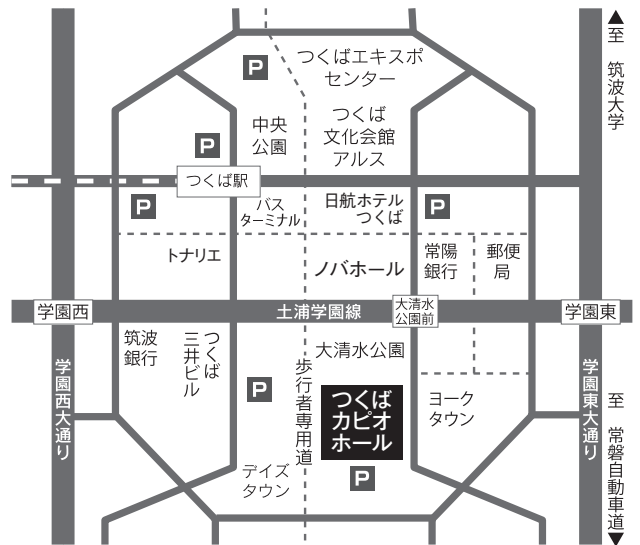 至 筑波大学
P
つくばエキスポ
センター
つくば
文化会館
アルス
中央
公園
P
つくば駅
P
バス
ターミナル
日航ホテル
つくば
P
トナリエ
ノバホール
常陽
銀行
郵便
局
学園西
土浦学園線
大清水
公園前
学園東
筑波
銀行
つくば
三井ビル
大清水公園
学園西大通り
歩行者専用道
P
つくば
カピオ
ホール
ヨーク
タウン
学園東大通り
至 常磐自動車道
デイズ
タウン
P